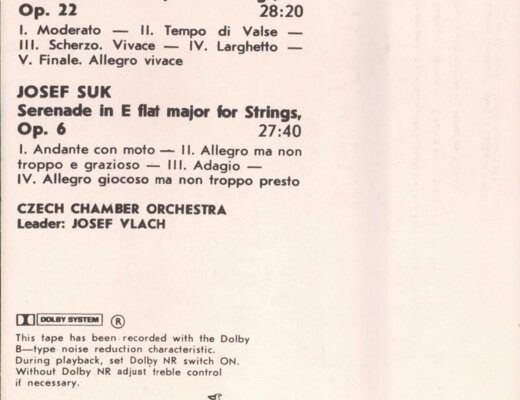 Op. 22 28:20
I. Moderato — II. Tempo di Valse —
III. Scherzo. Vivace — IV. Larghetto —
V. Finale. Allegro vivace
JOSEF SUK
Serenade in E flat major for Strings,
Op. 6 27:40
I. Andante con moto — II. Allegro ma non
troppo e grazioso — III. Adagio —
IV. Allegro giocoso ma non troppo presto
CZECH CHAMBER ORCHESTRA
Leader: JOSEF VLACH
DOLBY SYSTEM ®
This tape has been recorded with the Dolby
B—type noise reduction characteristic.
During playback, set Dolby NR switch ON.
Without Dolby NR adjust treble control
if necessary.